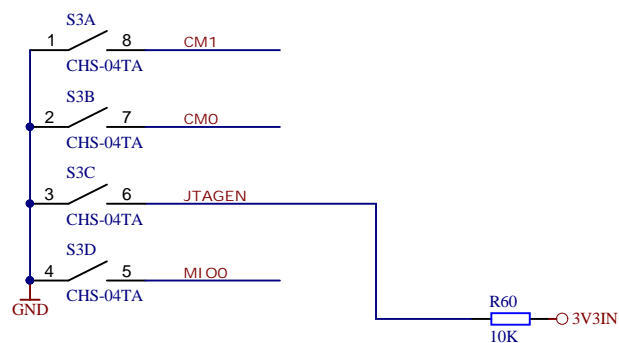 S3A
1 8 CM1
CHS-04TA
S3B
2 7 CM0
CHS-04TA
S3C
3 6 JTAGEN
CHS-04TA
S3D
4 5 MIO0
CHS-04TA
GND
R60
3V3IN
10K